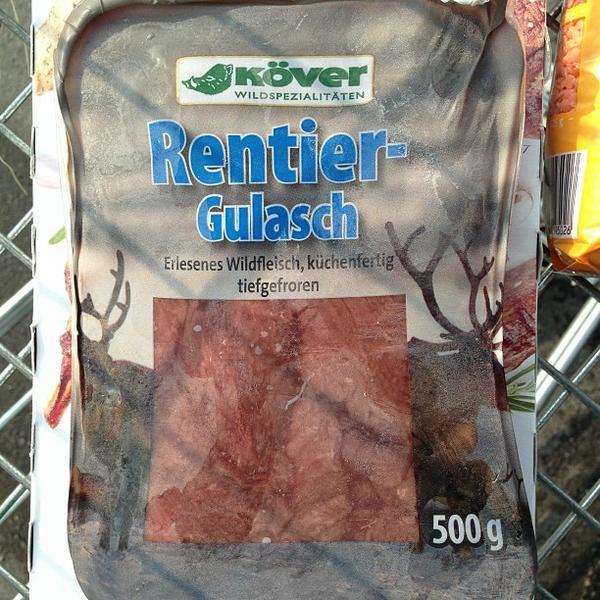 Köver
WILDSPEZIALITÄTEN
Rentier-
Gulasch
Erlesenes Wildfleisch, küchenfertig
tiefgefroren
500 g